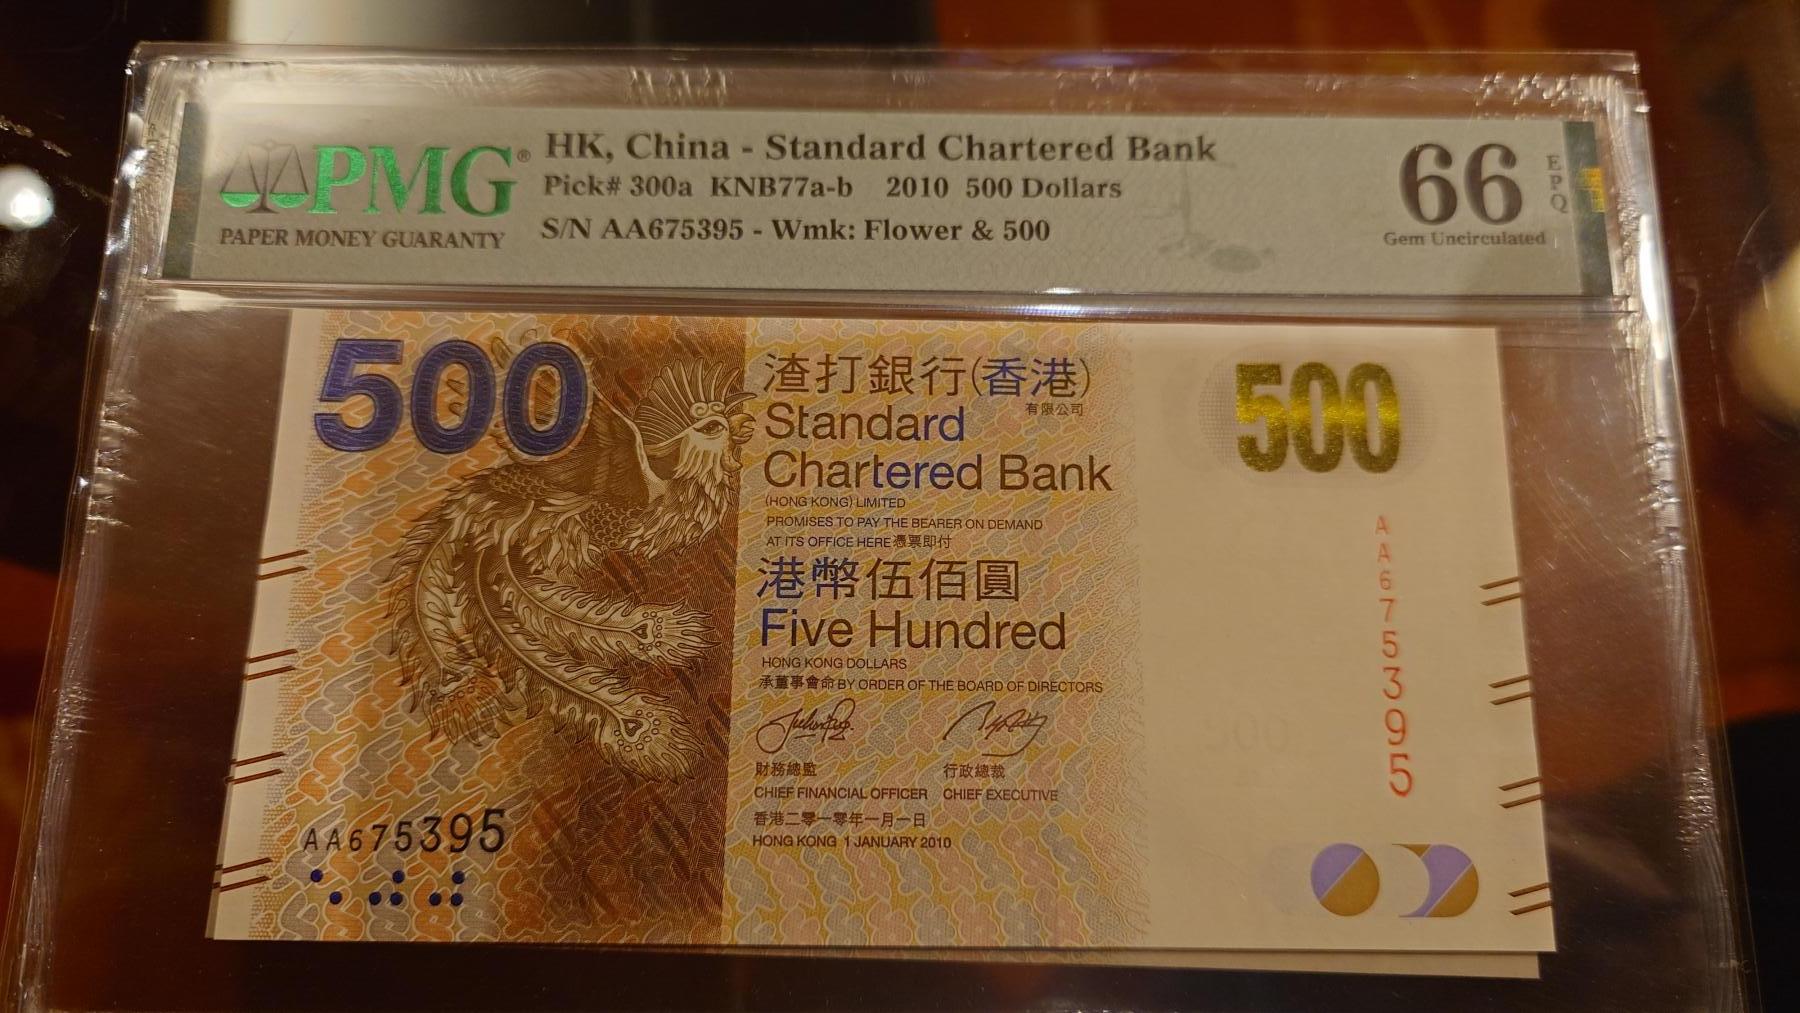 PMG®
PAPER MONEY GUARANTY
HK, China - Standard Chartered Bank
Pick# 300a KNB77a-b 2010 500 Dollars
S/N AA675395 - Wmk: Flower & 500
66
EPQ
Gem Uncirculated
500
渣打銀行(香港)
有限公司
500
Standard
Chartered Bank
(HONG KONG) LIMITED
PROMISES TO PAY THE BEARER ON DEMAND
AT ITS OFFICE HERE 憑票即付
港幣伍佰圓
Five Hundred
HONG KONG DOLLARS
承董事會命 BY ORDER OF THE BOARD OF DIRECTORS
財務總監 行政總裁
CHIEF FINANCIAL OFFICER CHIEF EXECUTIVE
香港二零一零年一月一日
HONG KONG 1 JANUARY 2010
AA675395
AA675395